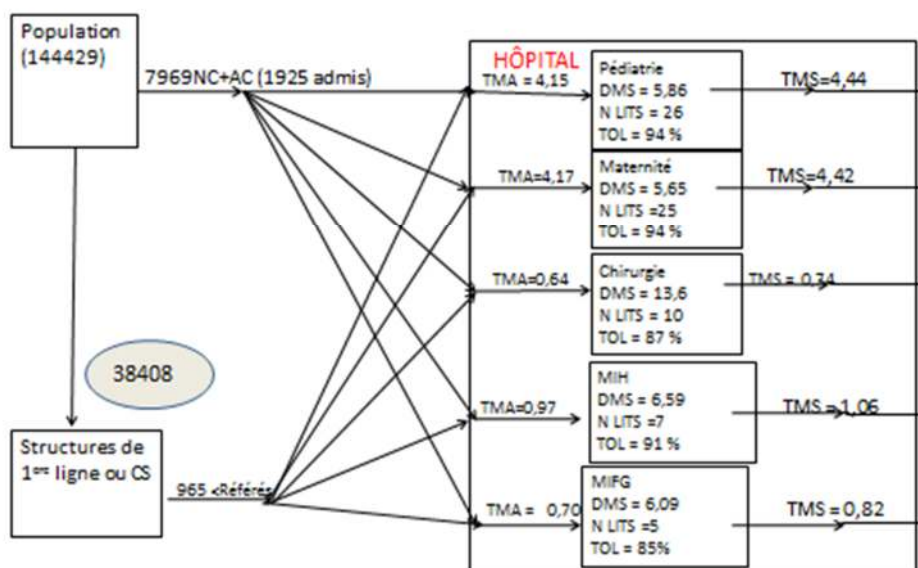 Population
(144429)
7969NC+AC (1925 admis)
HÔPITAL
TMA = 4,15
Pédiatrie
DMS = 5,86
N LITS = 26
TOL = 94 %
TMS=4,44
TMA=4,17
Maternité
DMS = 5,65
N LITS =25
TOL = 94 %
TMS=4,42
TMA=0,64
Chirurgie
DMS = 13,6
N LITS = 10
TOL = 87 %
TMS = 0,74
38408
TMA=0,97
MIH
DMS = 6,59
N LITS =7
TOL = 91 %
TMS = 1,06
Structures de
1ère ligne ou CS
965 <Référés
TMA = 0,70
MIFG
DMS = 6,09
N LITS =5
TOL = 85%
TMS = 0,82